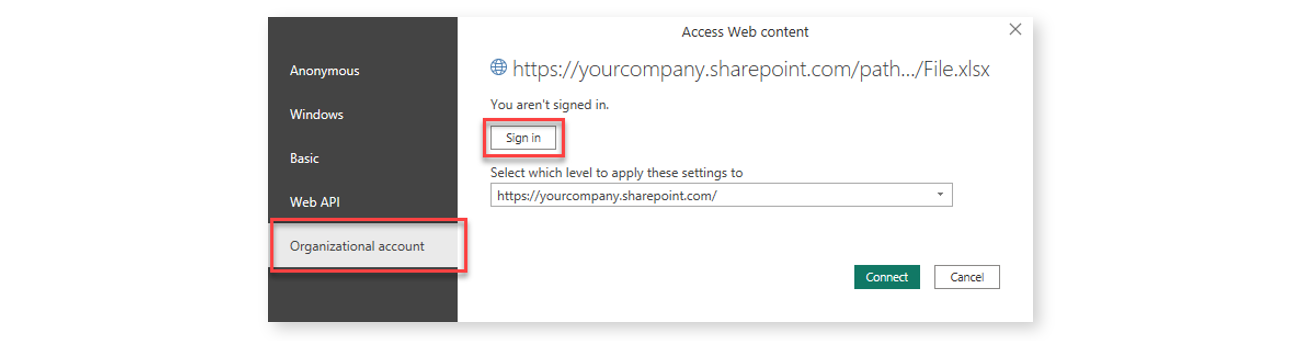 Access Web content
Anonymous
Windows
Basic
Web API
Organizational account
https://yourcompany.sharepoint.com/path.../File.xlsx
You aren't signed in.
Sign in
Select which level to apply these settings to
https://yourcompany.sharepoint.com/
Connect
Cancel